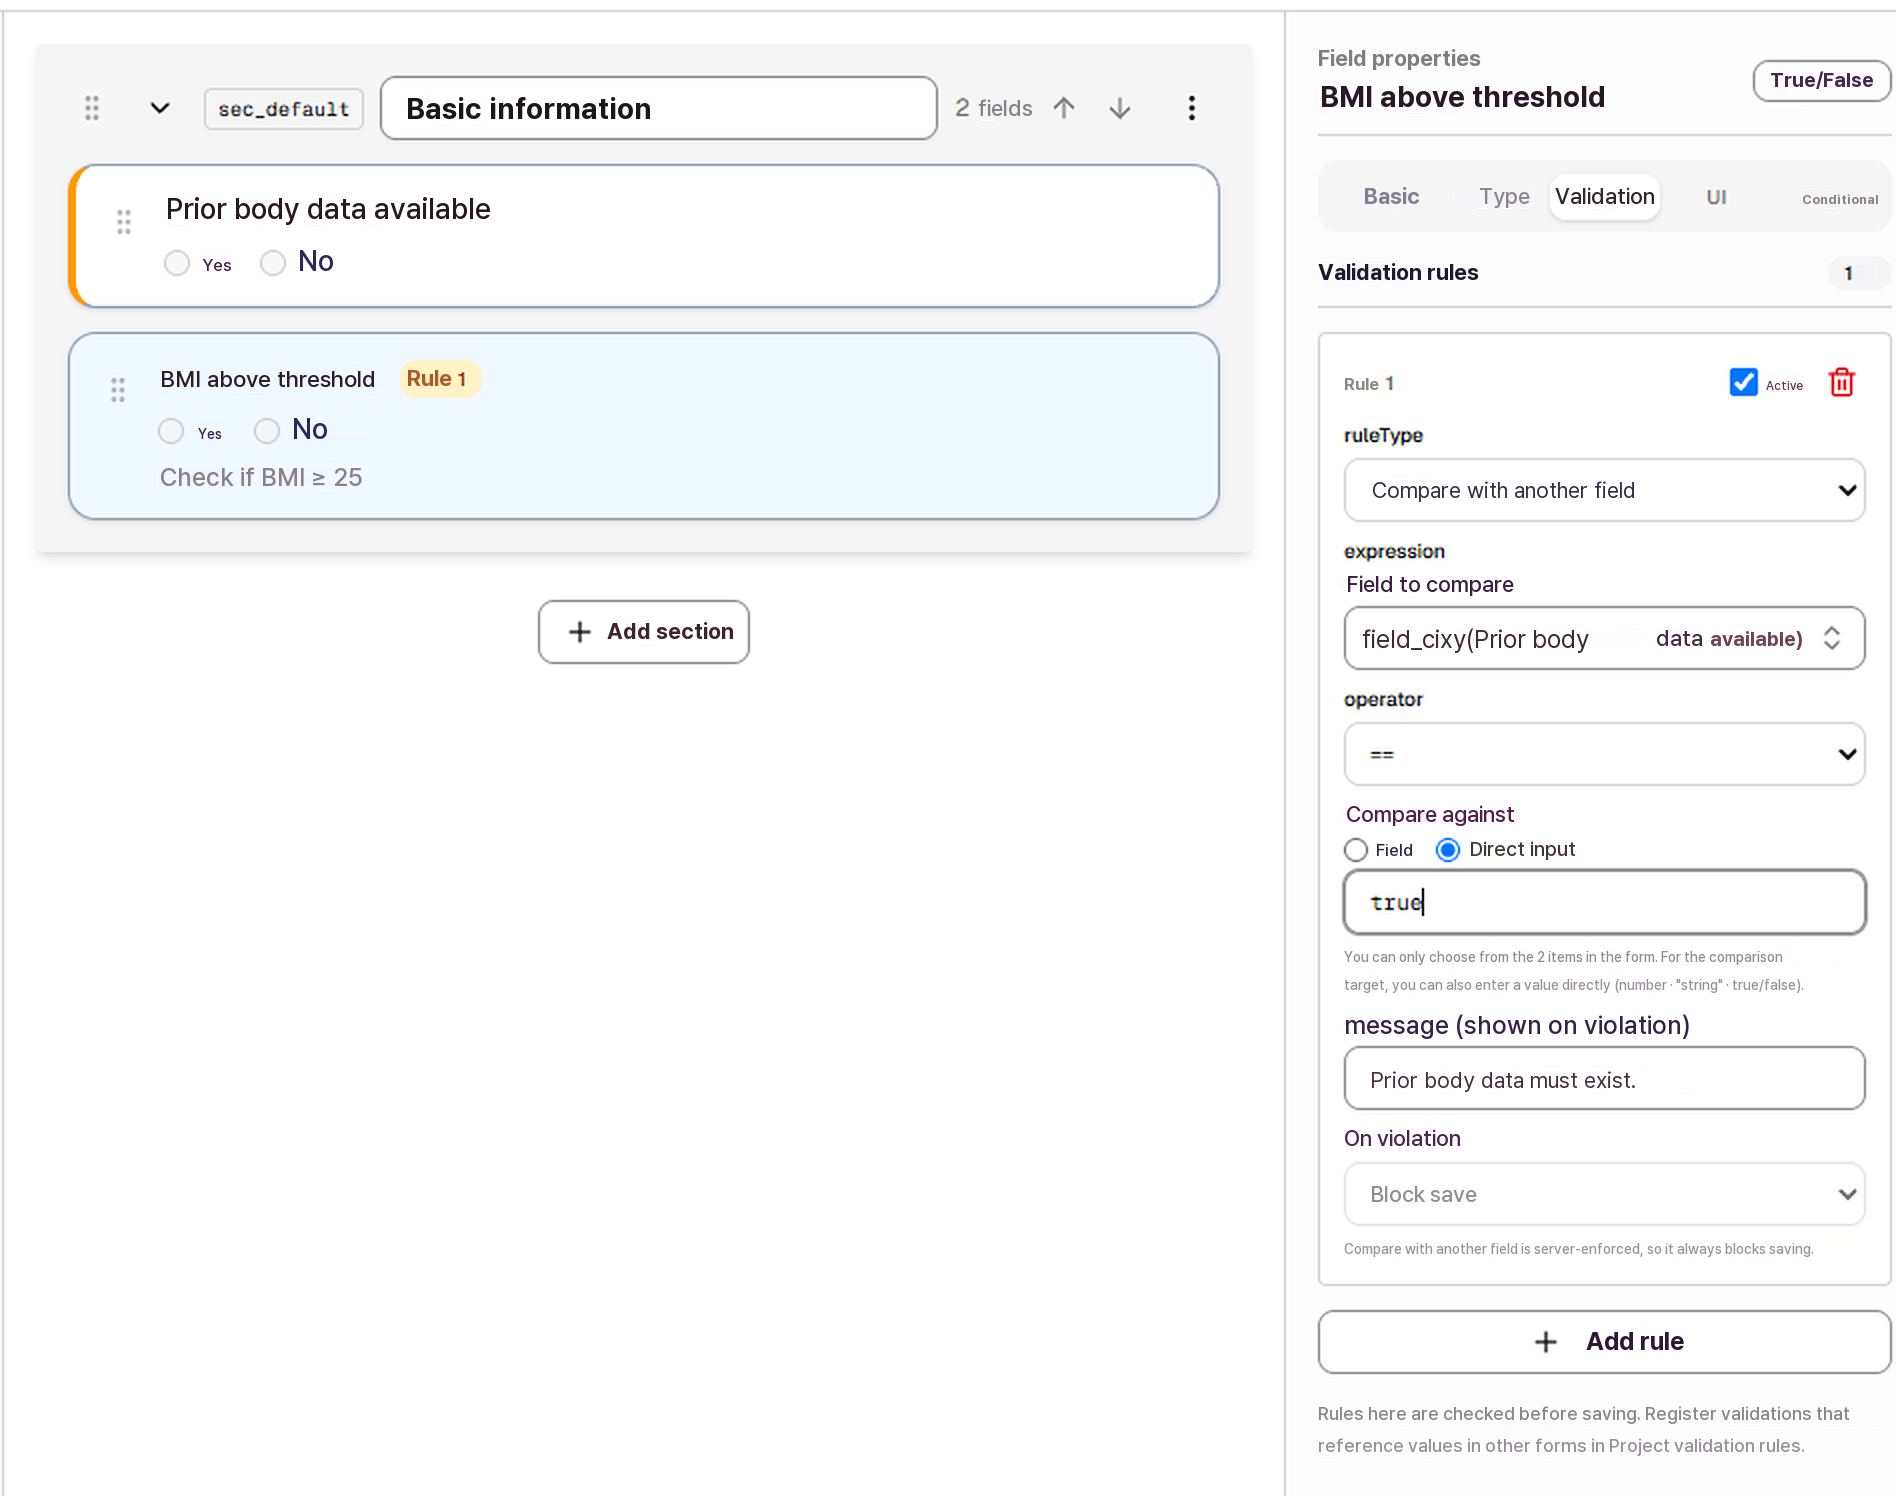 sec_default
Basic information
2 fields
Prior body data available
Yes
No
BMI above threshold
Rule 1
Yes
No
Check if BMI ≥ 25
+ Add section
Field properties
BMI above threshold
True/False
Basic
Type
Validation
UI
Conditional
Validation rules
1
Rule 1
Active
ruleType
Compare with another field
expression
Field to compare
field_cixy(Prior body data available)
operator
==
Compare against
Field
Direct input
true
You can only choose from the 2 items in the form. For the comparison
target, you can also enter a value directly (number · "string" · true/false).
message (shown on violation)
Prior body data must exist.
On violation
Block save
Compare with another field is server-enforced, so it always blocks saving.
+ Add rule
Rules here are checked before saving. Register validations that
reference values in other forms in Project validation rules.